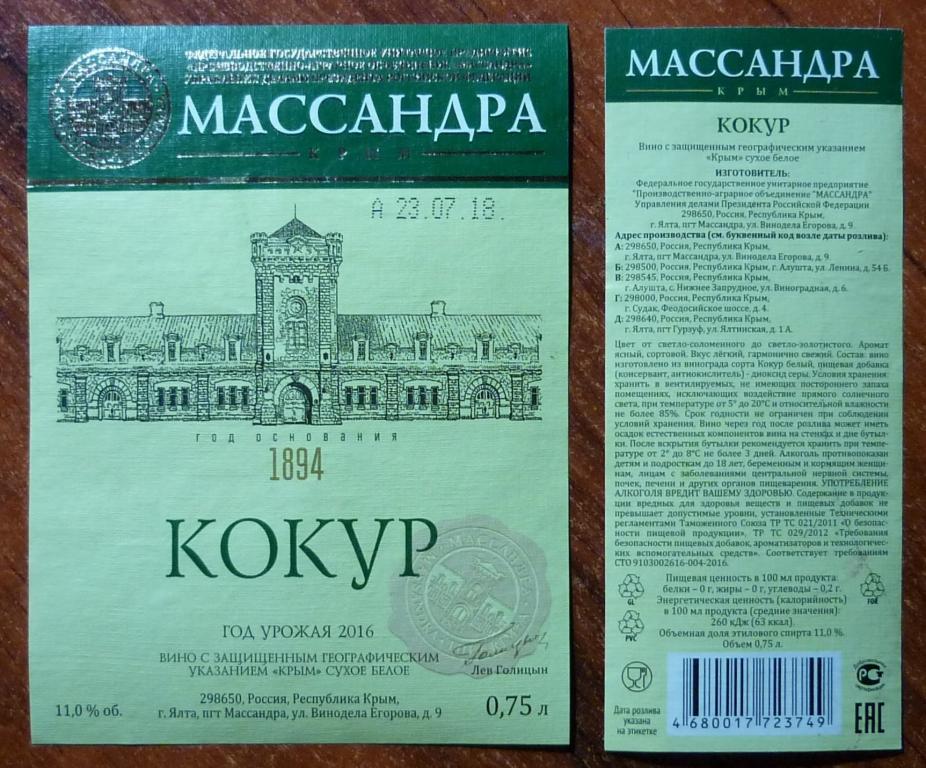 МАССАНДРА
ФЕДЕРАЛЬНОЕ ГОСУДАРСТВЕННОЕ УНИТАРНОЕ ПРЕДПРИЯТИЕ
«ПРОИЗВОДСТВЕННО-АГРАРНОЕ ОБЪЕДИНЕНИЕ «МАССАНДРА»
УПРАВЛЕНИЯ ДЕЛАМИ ПРЕЗИДЕНТА РОССИЙСКОЙ ФЕДЕРАЦИИ
МАССАНДРА
КРЫМ
А 23.07.18.
год основания
1894
КОКУР
МАССАНДРА
ГОД УРОЖАЯ 2016
ВИНО С ЗАЩИЩЕННЫМ ГЕОГРАФИЧЕСКИМ
УКАЗАНИЕМ «КРЫМ» СУХОЕ БЕЛОЕ
Лев Голицын
298650, Россия, Республика Крым,
11,0 % об. г. Ялта, пгт Массандра, ул. Винодела Егорова, д. 9 0,75 л
МАССАНДРА
КРЫМ
КОКУР
Вино с защищенным географическим указанием
«Крым» сухое белое
ИЗГОТОВИТЕЛЬ:
Федеральное государственное унитарное предприятие
"Производственно-аграрное объединение "МАССАНДРА"
Управления делами Президента Российской Федерации
298650, Россия, Республика Крым,
г. Ялта, пгт Массандра, ул. Винодела Егорова, д. 9.
Адрес производства (см. буквенный код возле даты розлива):
А: 298650, Россия, Республика Крым,
г. Ялта, пгт Массандра, ул. Винодела Егорова, д. 9.
Б: 298500, Россия, Республика Крым, г. Алушта, ул. Ленина, д. 54 Б.
В: 298545, Россия, Республика Крым,
г. Алушта, с. Нижнее Запрудное, ул. Виноградная, д. 6.
Г: 298000, Россия, Республика Крым,
г. Судак, Феодосийское шоссе, д. 4.
Д: 298640, Россия, Республика Крым,
г. Ялта, пгт Гурзуф, ул. Ялтинская, д. 1 А.
Цвет от светло-соломенного до светло-золотистого. Аромат
ясный, сортовой. Вкус лёгкий, гармонично свежий. Состав: вино
изготовлено из винограда сорта Кокур белый, пищевая добавка
(консервант, антиокислитель) - диоксид серы. Условия хранения:
хранить в вентилируемых, не имеющих постороннего запаха
помещениях, исключающих воздействие прямого солнечного
света, при температуре от 5° до 20°С и относительной влажности
не более 85%. Срок годности не ограничен при соблюдении
условий хранения. Вино через год после розлива может иметь
осадок естественных компонентов вина на стенках и дне бутыл-
ки. После вскрытия бутылки рекомендуется хранить при темпе-
ратуре от 2° до 8°С не более 3 дней. Алкоголь противопоказан
детям и подросткам до 18 лет, беременным и кормящим женщи-
нам, лицам с заболеваниями центральной нервной системы,
почек, печени и других органов пищеварения. УПОТРЕБЛЕНИЕ
АЛКОГОЛЯ ВРЕДИТ ВАШЕМУ ЗДОРОВЬЮ. Содержание в продук-
ции вредных для здоровья веществ и пищевых добавок не
превышает допустимые уровни, установленные Техническими
регламентами Таможенного Союза ТР ТС 021/2011 «О безопас-
ности пищевой продукции», ТР ТС 029/2012 «Требования
безопасности пищевых добавок, ароматизаторов и технологичес-
ких вспомогательных средств». Соответствует требованиям
СТО 9103002616-004-2016.
Пищевая ценность в 100 мл продукта:
белки – 0 г, жиры – 0 г, углеводы – 0,2 г.
Энергетическая ценность (калорийность)
в 100 мл продукта (средние значения):
260 кДж (63 ккал).
Объемная доля этилового спирта 11,0 %.
Объем 0,75 л.
GL
FOR
PVC
Дата розлива
указана
на этикетке
4 680017 723749
РСТ
ЕАС